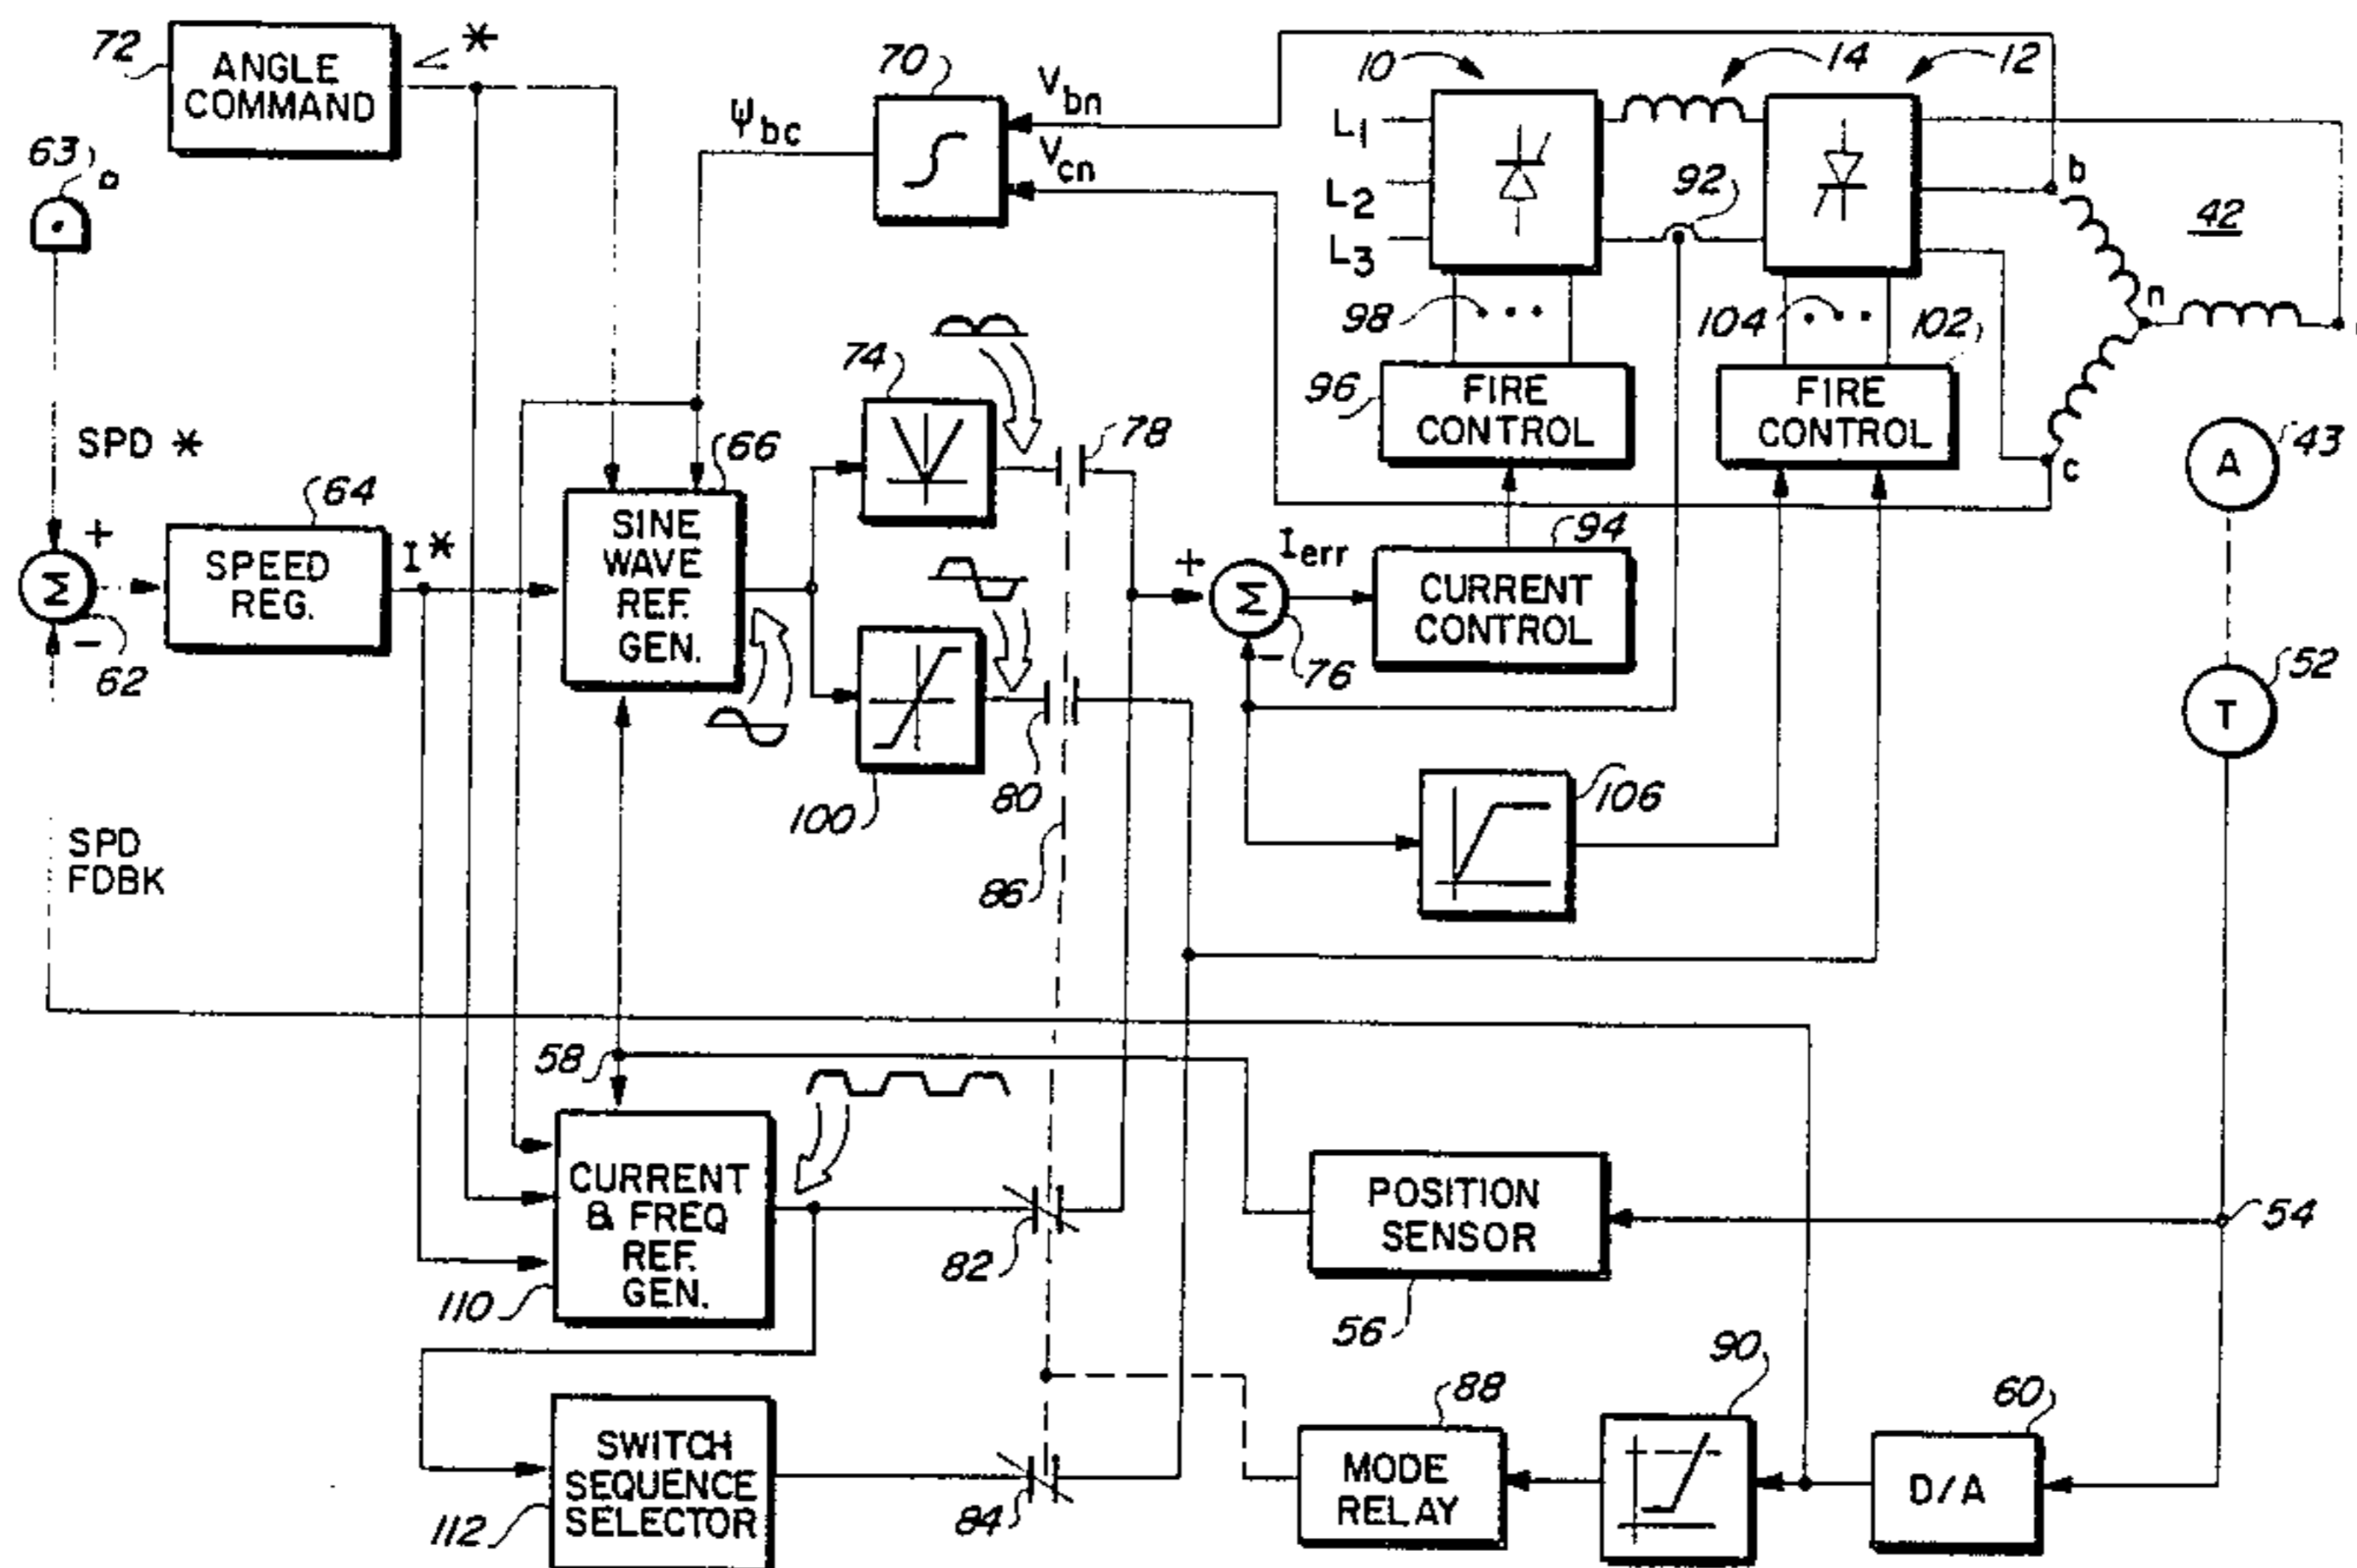 72
ANGLE
COMMAND
∠*
63
SPD *
+
Σ
−
62
64
SPEED
REG.
I*
SPD
FDBK
70
Ψbc
Vbn
Vcn
66
SINE
WAVE
REF.
GEN.
74
100
78
80
86
10
14
12
L1
L2
L3
92
98
104
102
96
FIRE
CONTROL
FIRE
CONTROL
b
n
c
42
A
43
T
52
+
Σ
−
76
Ierr
94
CURRENT
CONTROL
106
58
CURRENT
& FREQ
REF.
GEN.
110
82
POSITION
SENSOR
56
54
SWITCH
SEQUENCE
SELECTOR
112
84
88
MODE
RELAY
90
60
D/A